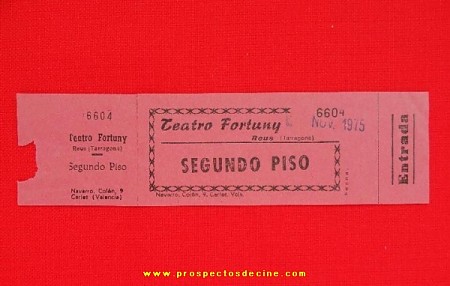 6604
Teatro Fortuny
Reus (Tarragona)
Segundo Piso
Navarro. Colón, 9
Carlet (Valencia)
6604
Teatro Fortuny
NOV. 1975
Reus (Tarragona)
SEGUNDO PISO
Navarro, Colón, 9, Carlet, Valn.
Entrada
www.prospectosdecine.com